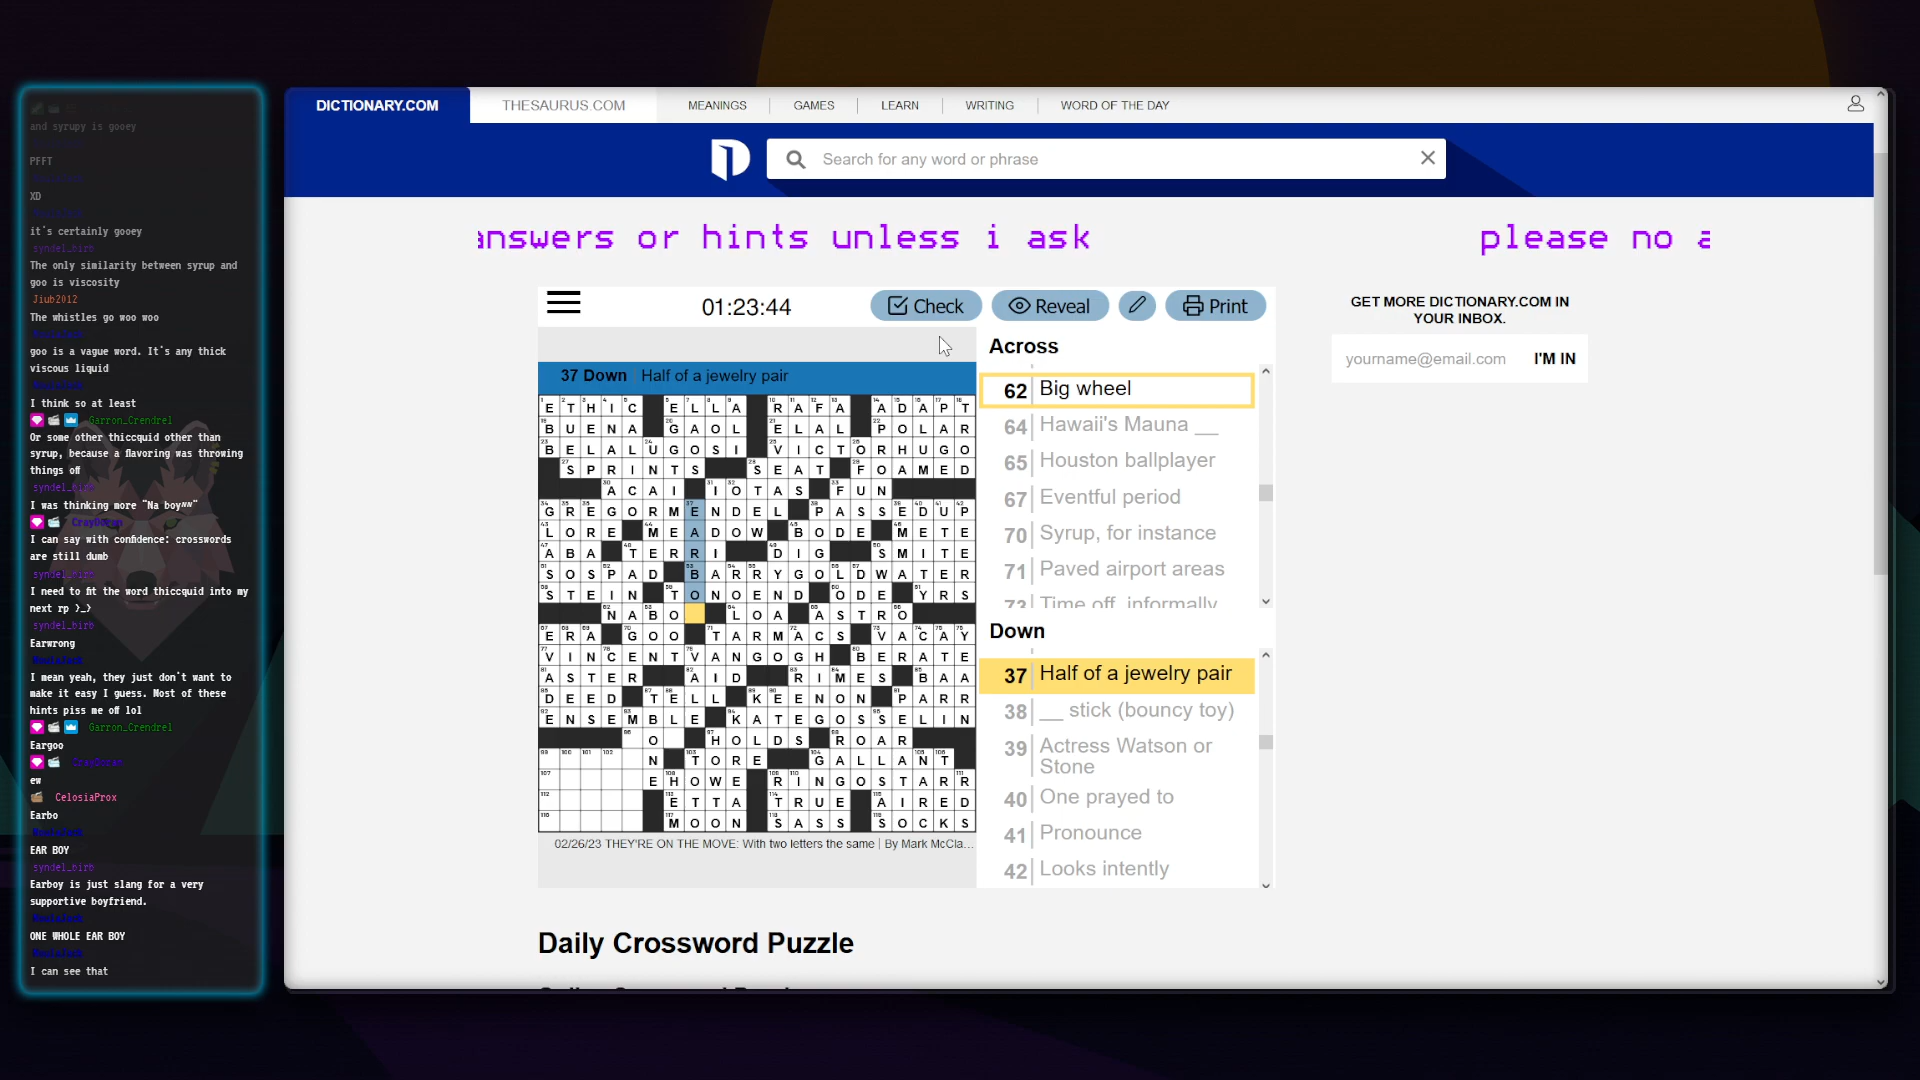 and syrupy is gooey
PFFT
XD
it's certainly gooey
syndel_birb
The only similarity between syrup and
goo is viscosity
Jiub2012
The whistles go woo woo
goo is a vague word. It's any thick
viscous liquid
I think so at least
Garron_Crendrel
Or some other thiccquid other than
syrup, because a flavoring was throwing
things off
syndel_birb
I was thinking more "Na boy^^"
CrayDoran
I can say with confidence: crosswords
are still dumb
syndel_birb
I need to fit the word thiccquid into my
next rp >_>
syndel_birb
Earwrong
I mean yeah, they just don't want to
make it easy I guess. Most of these
hints piss me off lol
Garron_Crendrel
Eargoo
CrayDoran
ew
CelosiaProx
Earbo
EAR BOY
syndel_birb
Earboy is just slang for a very
supportive boyfriend.
ONE WHOLE EAR BOY
I can see that
DICTIONARY.COM
THESAURUS.COM
MEANINGS
GAMES
LEARN
WRITING
WORD OF THE DAY
Search for any word or phrase
answers or hints unless i ask
please no a
01:23:44
Check
Reveal
Print
37 Down
Half of a jewelry pair
E T H I C E L L A R A F A A D A P T
B U E N A G A O L E L A L P O L A R
B E L A L U G O S I V I C T O R H U G O
S P R I N T S S E A T F O A M E D
A C A I I O T A S F U N
G R E G O R M E N D E L P A S S E D U P
L O R E M E A D O W B O D E M E T E
A B A T E R R I D I G S M I T E
S O S P A D B A R R Y G O L D W A T E R
S T E I N T O N O E N D O D E Y R S
N A B O L O A A S T R O
E R A G O O T A R M A C S V A C A Y
V I N C E N T V A N G O G H B E R A T E
A S T E R A I D R I M E S B A A
D E E D T E L L K E E N O N P A R R
E N S E M B L E K A T E G O S S E L I N
O H O L D S R O A R
N T O R E G A L L A N T
E H O W E R I N G O S T A R R
E T T A T R U E A I R E D
M O O N S A S S S O C K S
02/26/23 THEY'RE ON THE MOVE: With two letters the same | By Mark McCla...
Across
62 Big wheel
64 Hawaii's Mauna __
65 Houston ballplayer
67 Eventful period
70 Syrup, for instance
71 Paved airport areas
73 Time off, informally
Down
37 Half of a jewelry pair
38 __ stick (bouncy toy)
39 Actress Watson or
Stone
40 One prayed to
41 Pronounce
42 Looks intently
GET MORE DICTIONARY.COM IN
YOUR INBOX.
yourname@email.com
I'M IN
Daily Crossword Puzzle